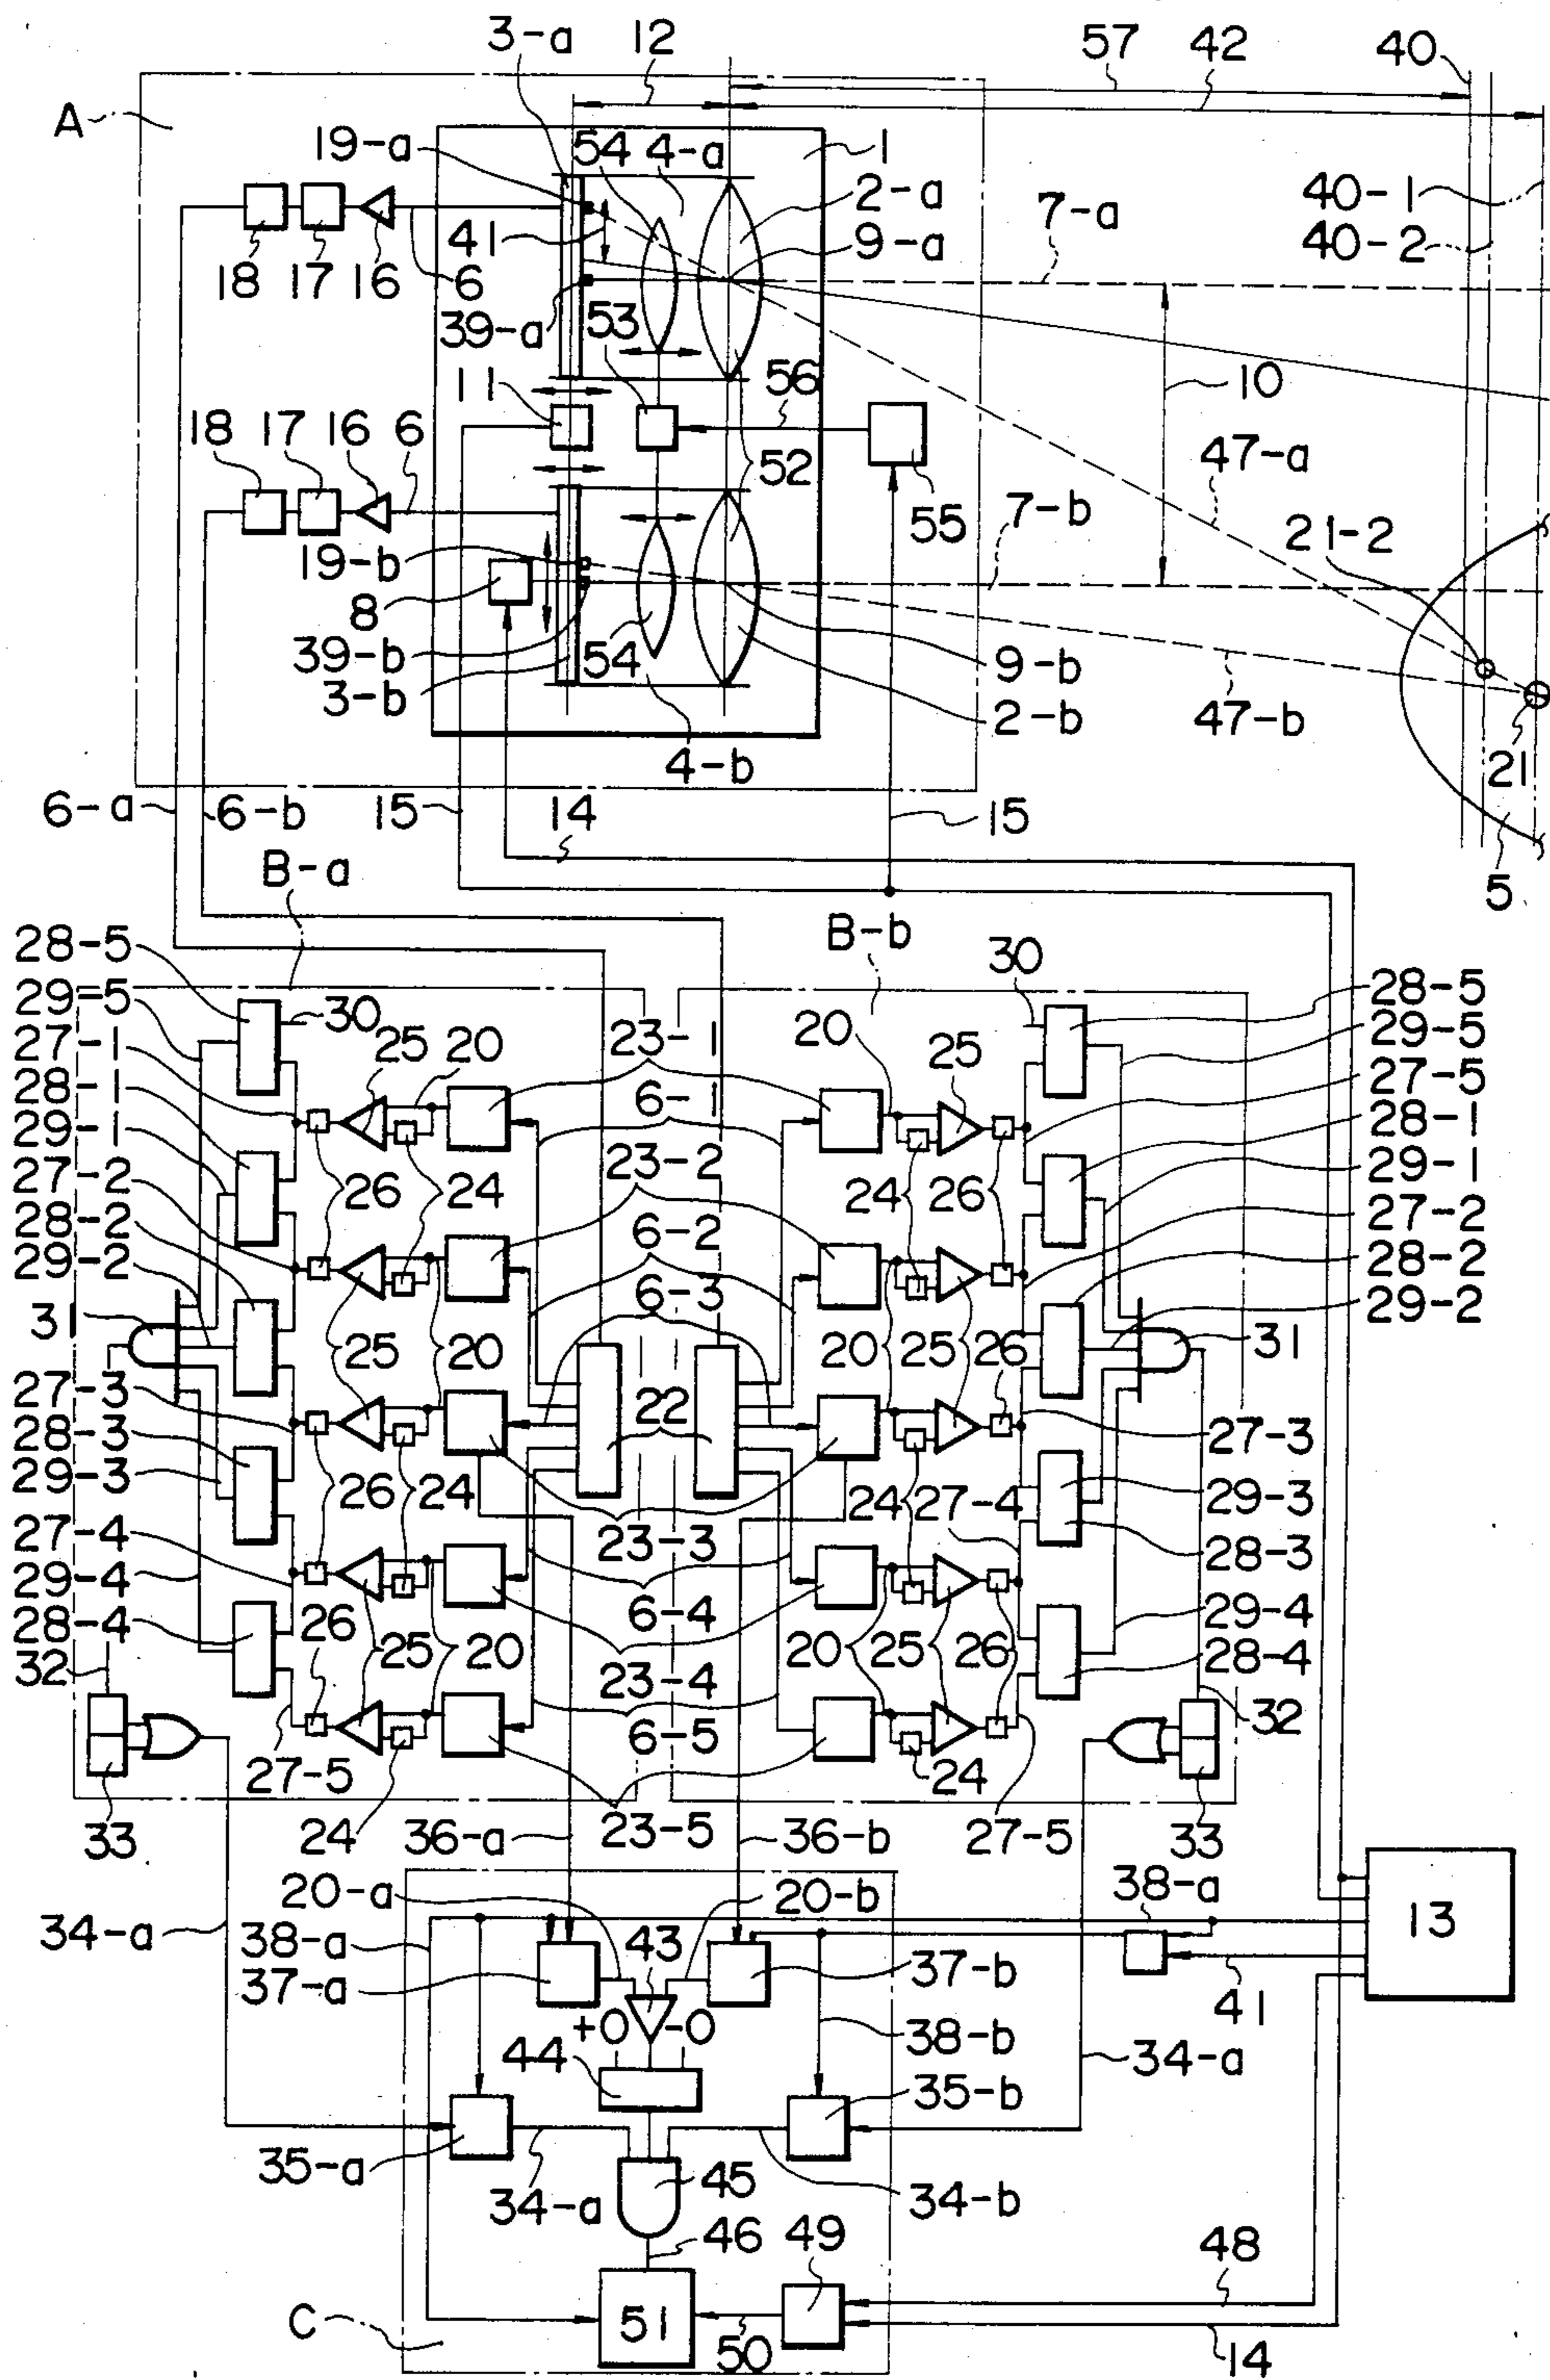 3-a 12 57 42 40
A
19-a 54 4-a 1
2-a 7-a 40-1
9-a 40-2
18 17 16 6 41
39-a 53
11 56 10
18 17 16 6 52 47-a
55 7-b 21-2
19-b
8
39-b 54 9-b
3-b 2-b 47-b
4-b 21
6-a 6-b 15 14 15
5
B-a B-b
28-5 30 28-5
29-5 30 23-1 20 29-5
27-1 25 20 25 27-5
28-1 6-1 28-1
29-1 23-2 29-1
27-2 26 24 24 26 27-2
28-2 6-2 28-2
29-2 6-3 29-2
31 25 20 20 25 26 31
27-3 22 27-3
28-3
29-3 26 24 24 27-4 29-3
27-4 23-3 28-3
29-4 6-4 29-4
28-4 26 25 20 23-4 20 25 26 28-4
32 6-5 32
27-5 24
33 24 36-a 23-5 36-b 27-5 33
20-a 20-b 38-a
34-a 38-a 43 13
37-a 37-b
+0 -0 41
44 38-b 34-a
35-b
35-a 45
34-a 34-b
46 49 48
C 51 50 14